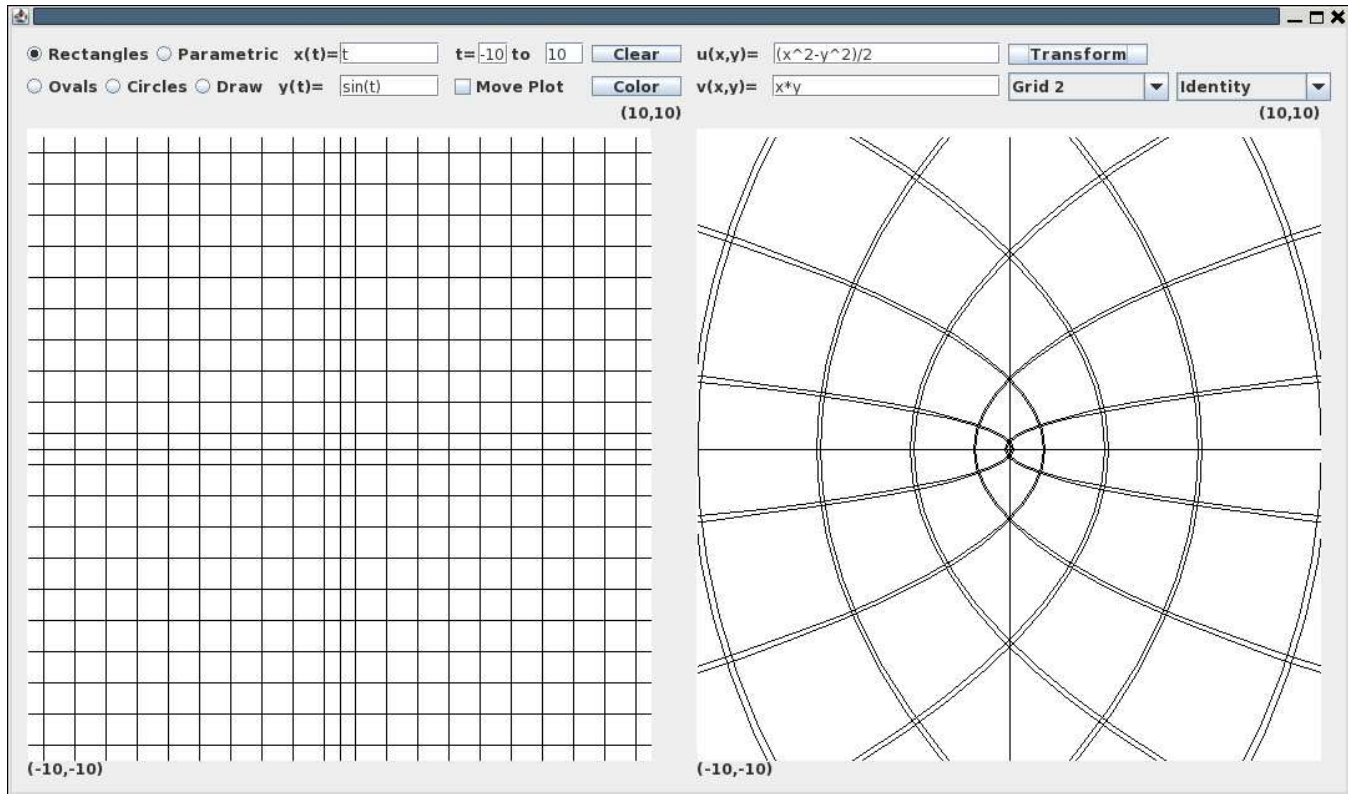 Rectangles Parametric x(t)= t t= -10 to 10 Clear u(x,y)= (x^2-y^2)/2 Transform
Ovals Circles Draw y(t)= sin(t) Move Plot Color v(x,y)= x*y Grid 2 Identity
(10,10) (10,10)
(-10,-10) (-10,-10)